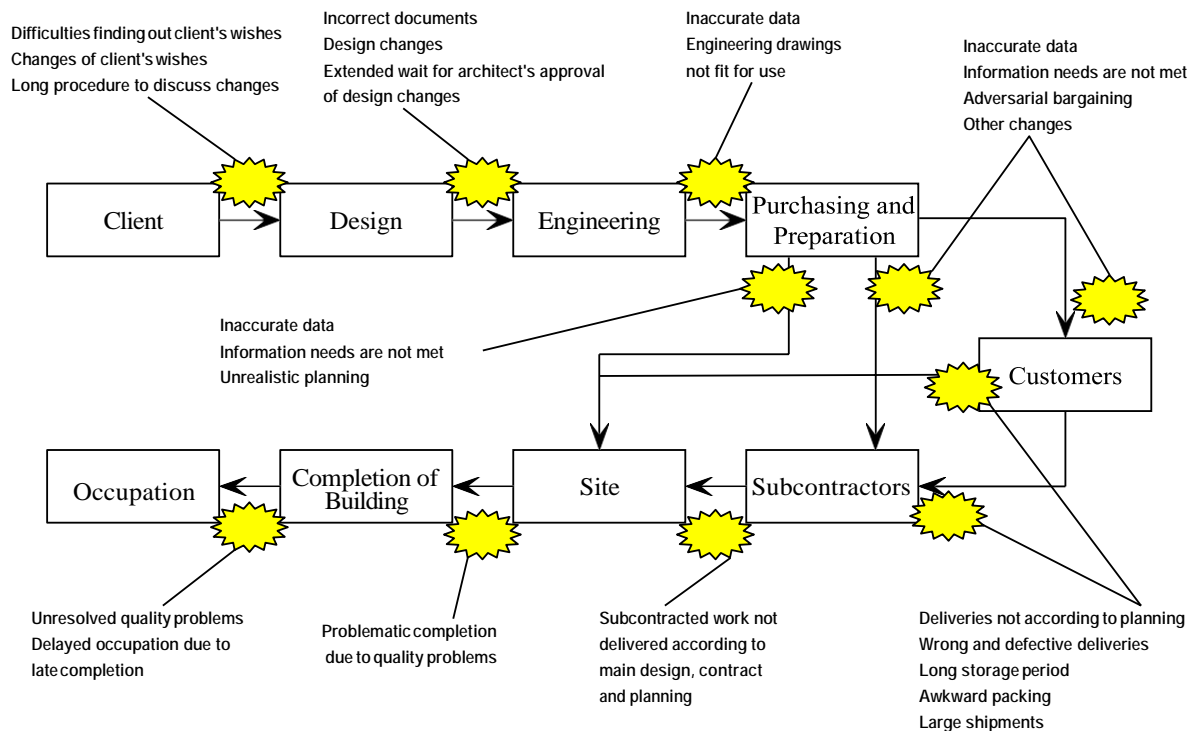 Difficulties finding out client's wishes
Changes of client's wishes
Long procedure to discuss changes
Incorrect documents
Design changes
Extended wait for architect's approval
of design changes
Inaccurate data
Engineering drawings
not fit for use
Inaccurate data
Information needs are not met
Adversarial bargaining
Other changes
Client
Design
Engineering
Purchasing and
Preparation
Inaccurate data
Information needs are not met
Unrealistic planning
Customers
Occupation
Completion of
Building
Site
Subcontractors
Unresolved quality problems
Delayed occupation due to
late completion
Problematic completion
due to quality problems
Subcontracted work not
delivered according to
main design, contract
and planning
Deliveries not according to planning
Wrong and defective deliveries
Long storage period
Awkward packing
Large shipments